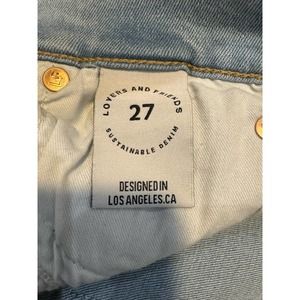 LOVERS AND FRIENDS
27
SUSTAINABLE DENIM
DESIGNED IN
LOS ANGELES.CA